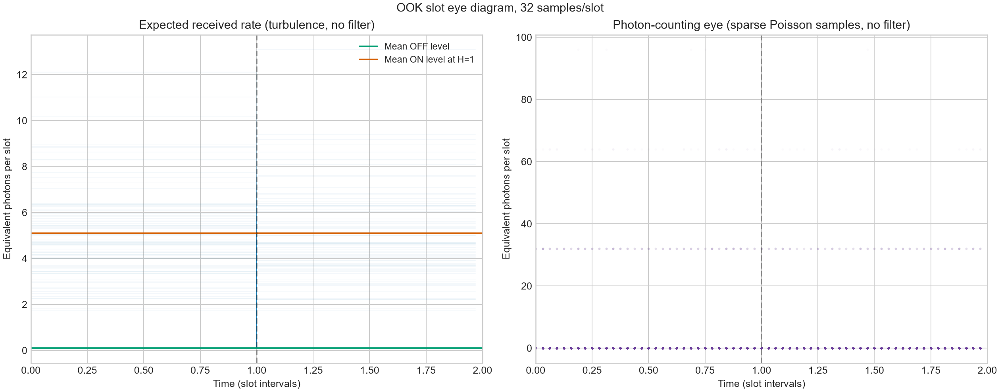 OOK slot eye diagram, 32 samples/slot
Expected received rate (turbulence, no filter)
Mean OFF level
Mean ON level at H=1
Equivalent photons per slot
12
10
8
6
4
2
0
0.00 0.25 0.50 0.75 1.00 1.25 1.50 1.75 2.00
Time (slot intervals)
Photon-counting eye (sparse Poisson samples, no filter)
Equivalent photons per slot
100
80
60
40
20
0
0.00 0.25 0.50 0.75 1.00 1.25 1.50 1.75 2.00
Time (slot intervals)